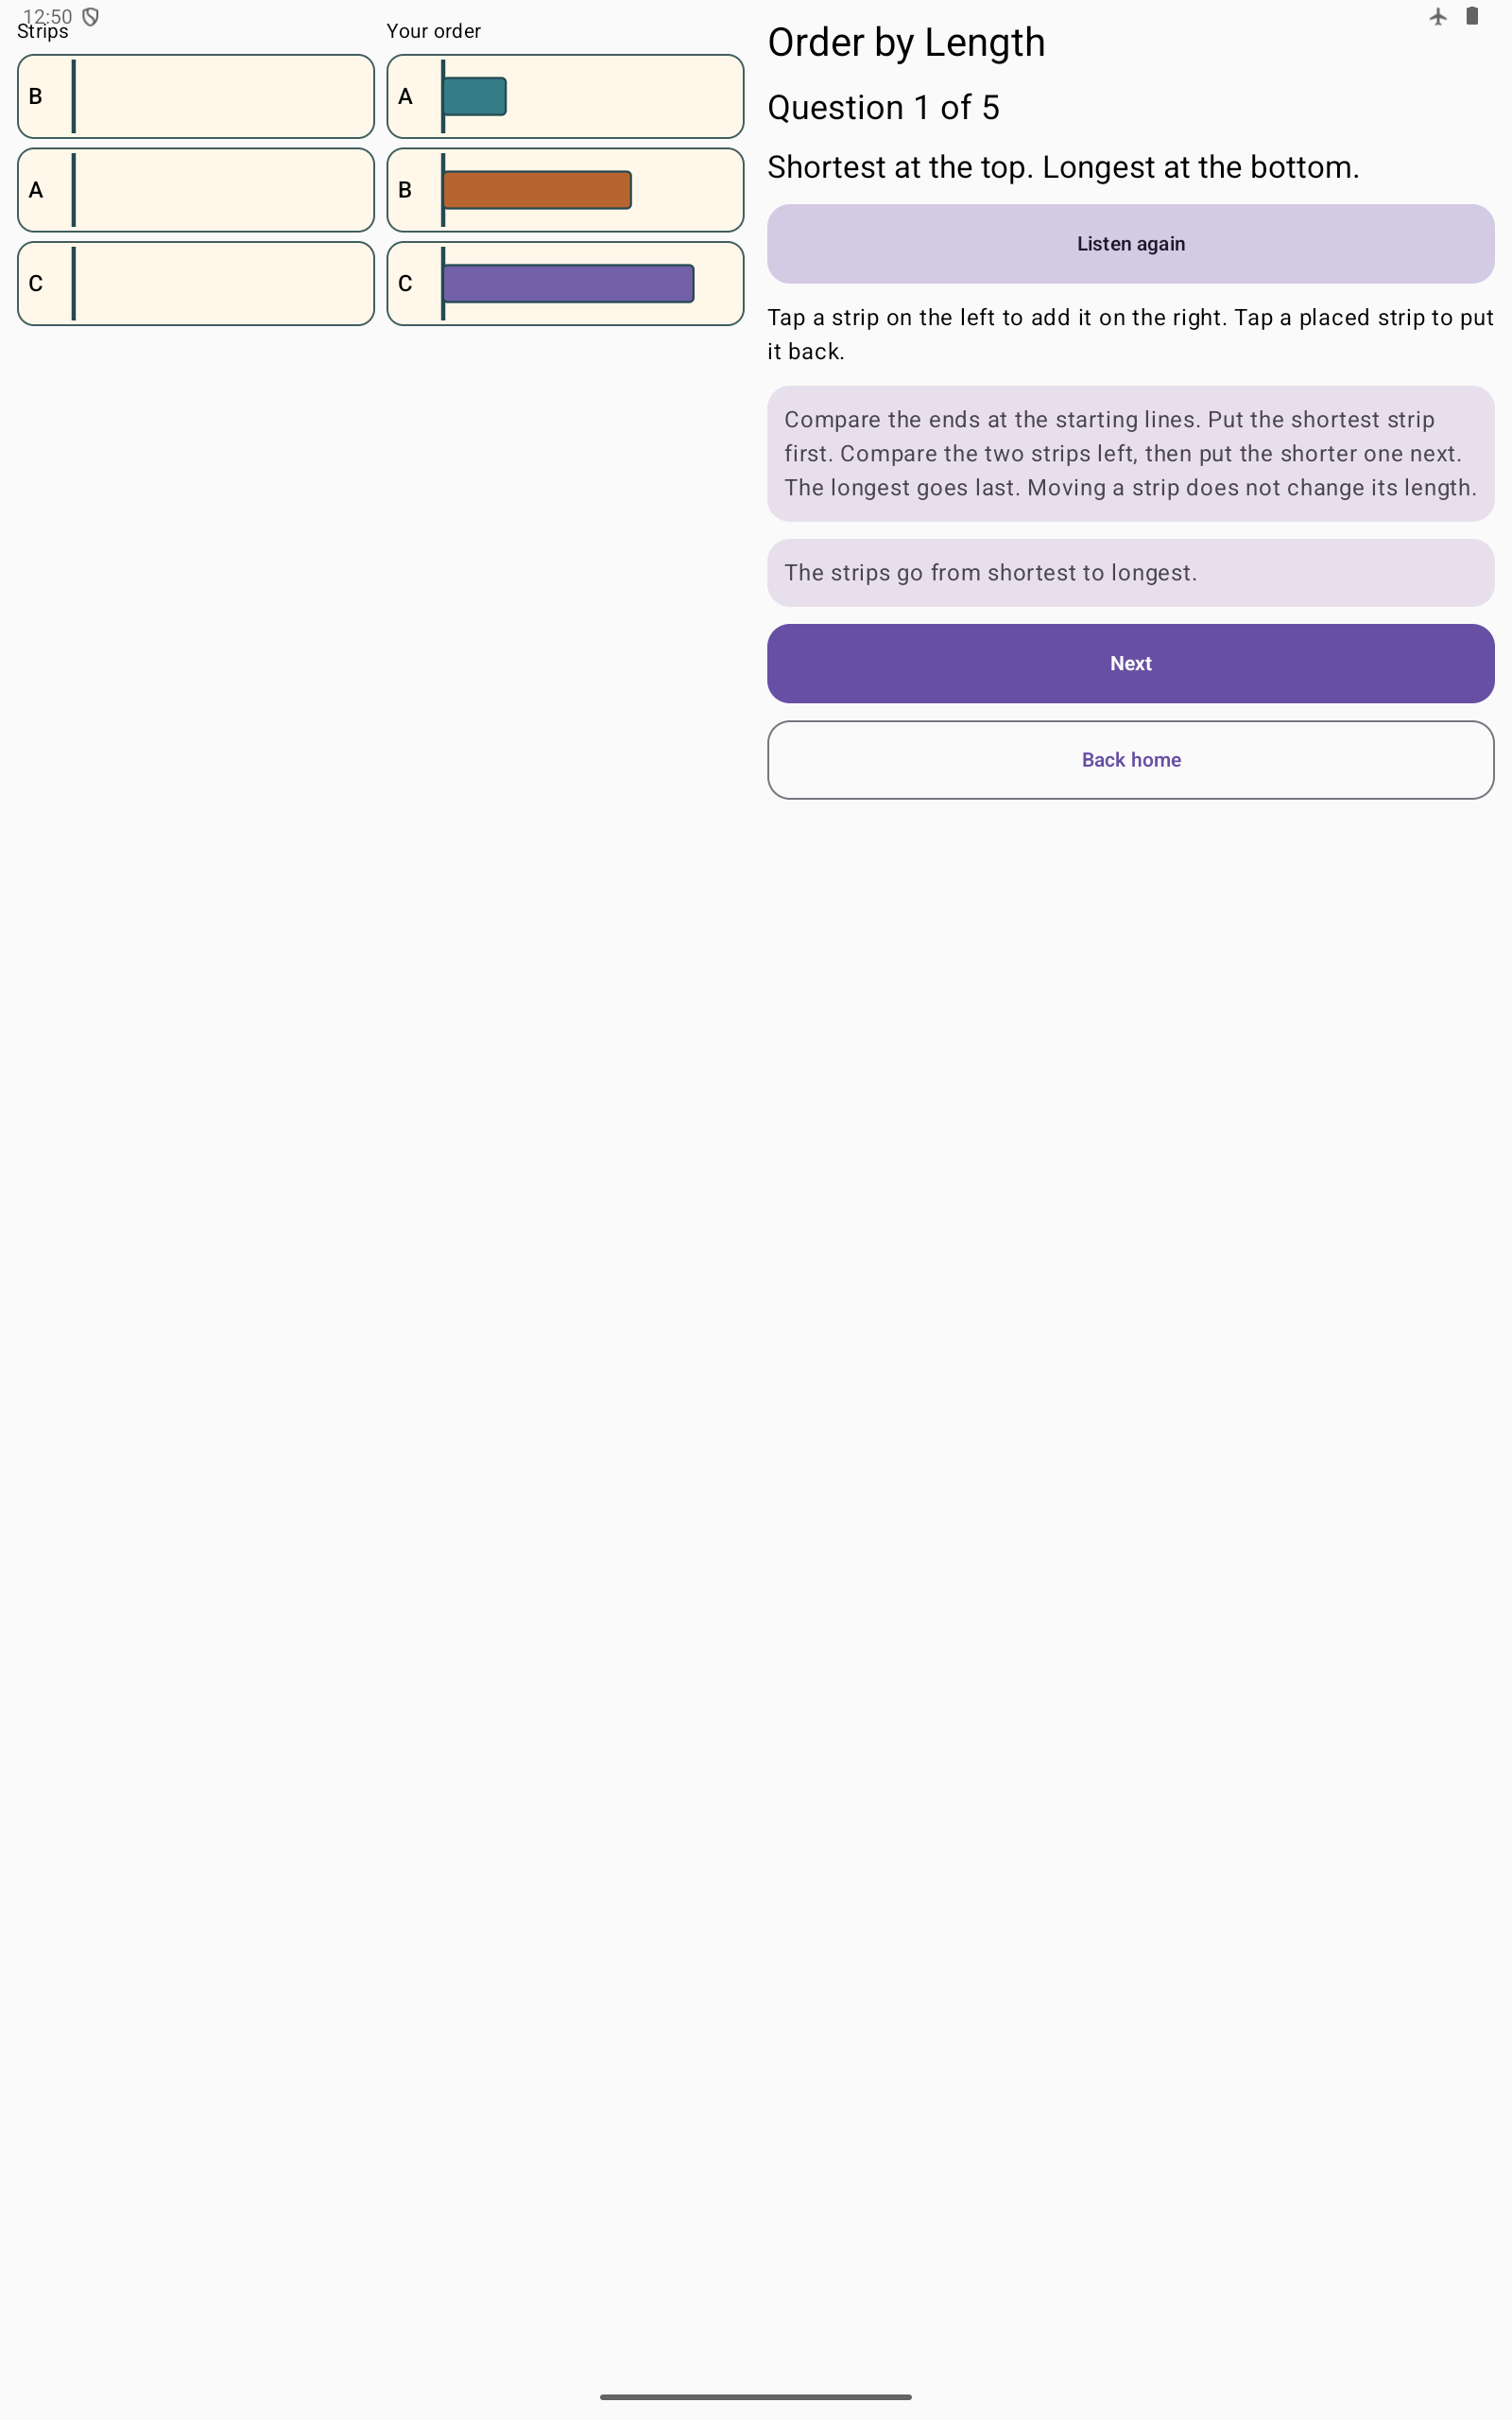 12:50
Strips
B
A
C
Your order
A
B
C
Order by Length
Question 1 of 5
Shortest at the top. Longest at the bottom.
Listen again
Tap a strip on the left to add it on the right. Tap a placed strip to put
it back.
Compare the ends at the starting lines. Put the shortest strip
first. Compare the two strips left, then put the shorter one next.
The longest goes last. Moving a strip does not change its length.
The strips go from shortest to longest.
Next
Back home